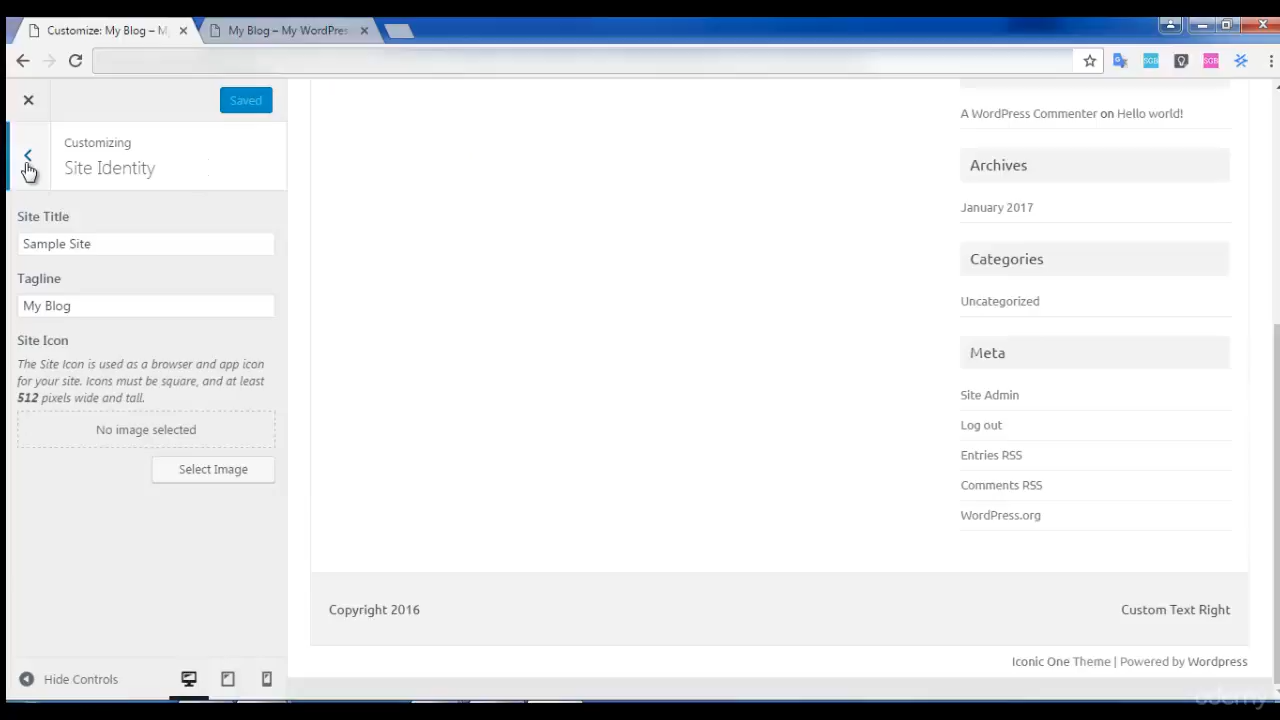 Customize: My Blog – M
My Blog – My WordPres
SGB
SGB
Saved
Customizing
Site Identity
Site Title
Sample Site
Tagline
My Blog
Site Icon
The Site Icon is used as a browser and app icon
for your site. Icons must be square, and at least
512 pixels wide and tall.
No image selected
Select Image
Hide Controls
A WordPress Commenter on Hello world!
Archives
January 2017
Categories
Uncategorized
Meta
Site Admin
Log out
Entries RSS
Comments RSS
WordPress.org
Copyright 2016
Custom Text Right
Iconic One Theme | Powered by Wordpress
udemy